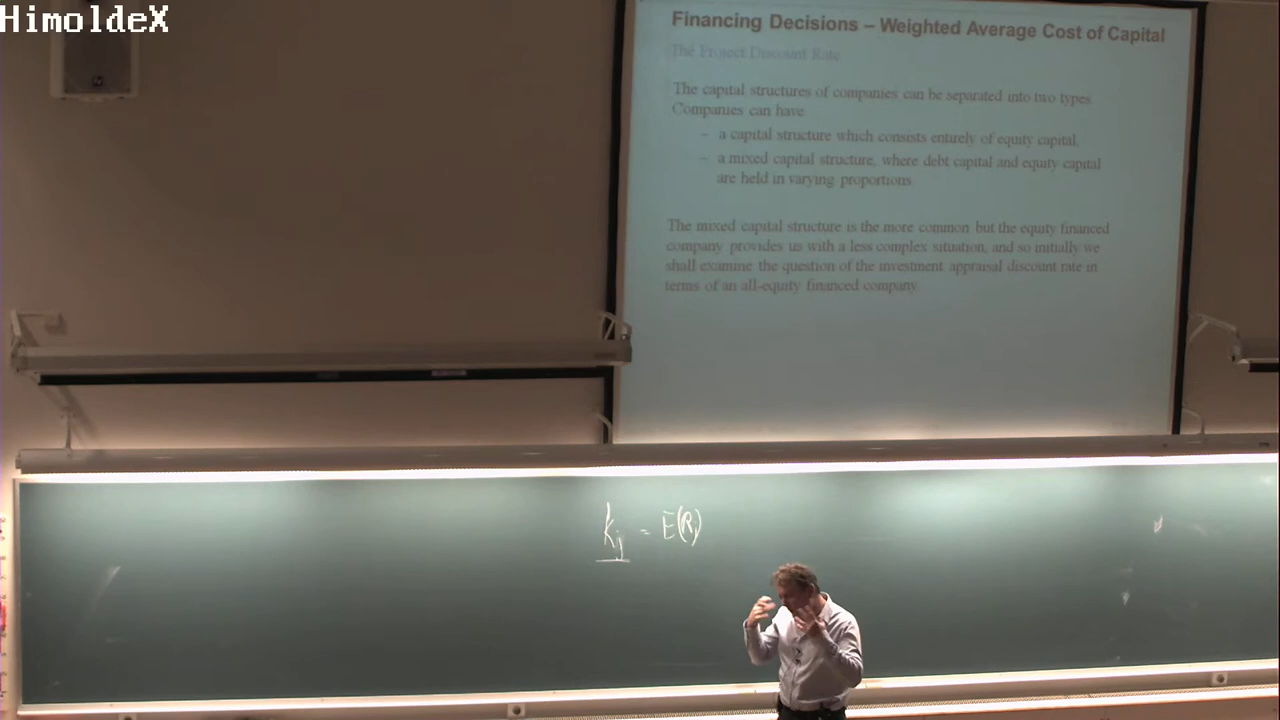 HimoldeX
Financing Decisions – Weighted Average Cost of Capital
The Project Discount Rate
The capital structures of companies can be separated into two types
Companies can have
– a capital structure which consists entirely of equity capital,
– a mixed capital structure, where debt capital and equity capital
are held in varying proportions
The mixed capital structure is the more common but the equity financed
company provides us with a less complex situation, and so initially we
shall examine the question of the investment appraisal discount rate in
terms of an all-equity financed company
kj = E(Rj)